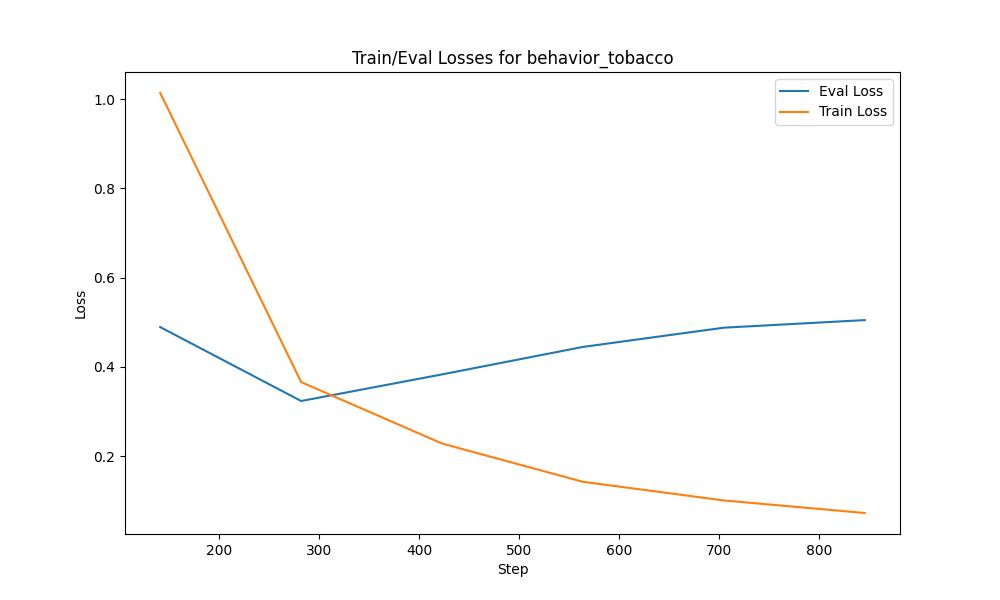 Train/Eval Losses for behavior_tobacco
Eval Loss
Train Loss
1.0
0.8
0.6
0.4
0.2
Loss
200 300 400 500 600 700 800
Step